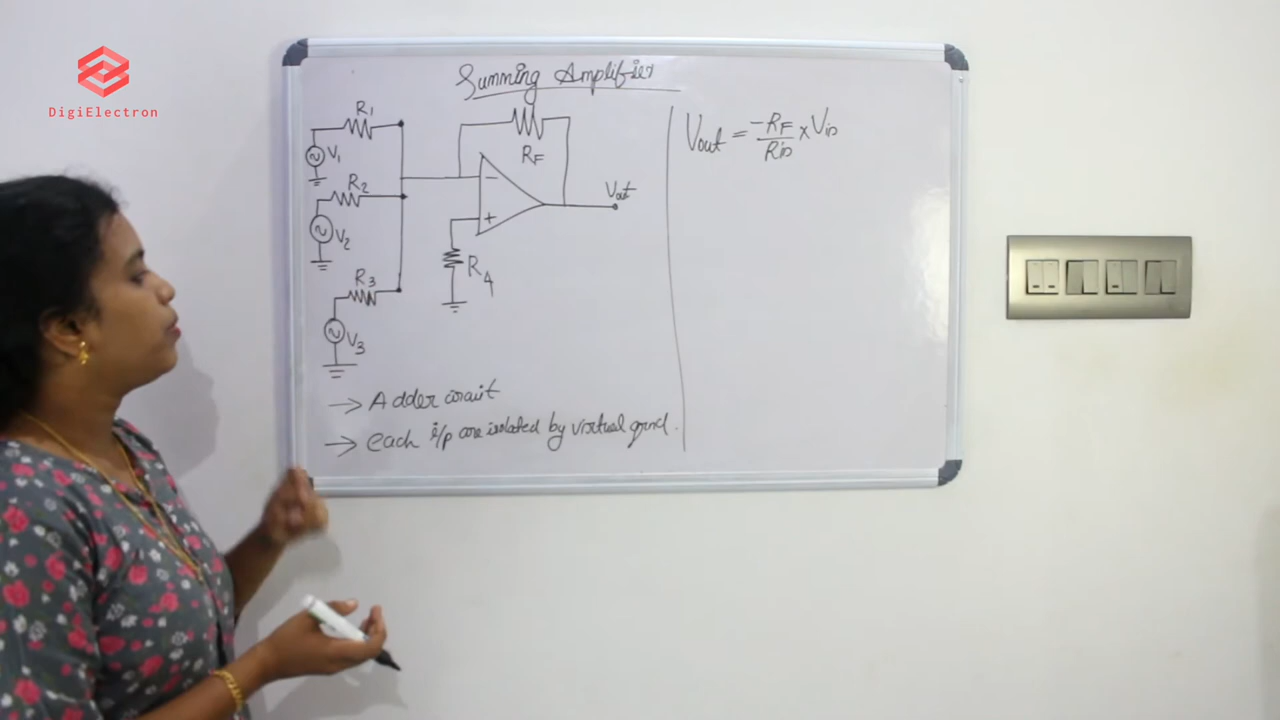 DigiElectron
Summing Amplifier
R1
V1
R2
V2
R3
V3
RF
−
+
R4
Vout
→ Adder circuit
→ each i/p are isolated by virtual grnd.
Vout = -RF/Rin x Vin